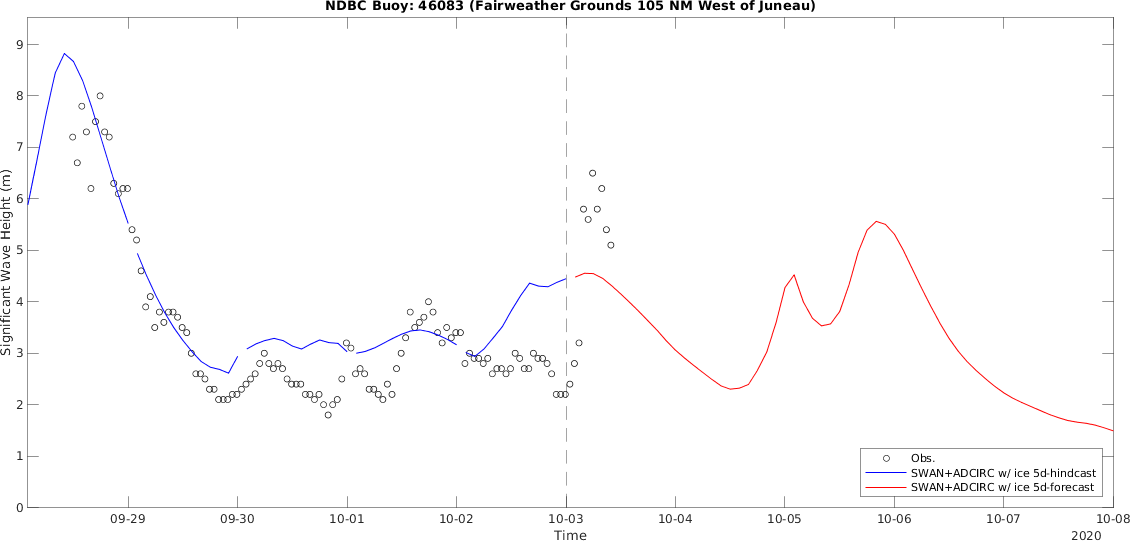 NDBC Buoy: 46083 (Fairweather Grounds 105 NM West of Juneau)
Significant Wave Height (m)
9
8
7
6
5
4
3
2
1
0
Obs.
SWAN+ADCIRC w/ ice 5d-hindcast
SWAN+ADCIRC w/ ice 5d-forecast
09-29 09-30 10-01 10-02 10-03 10-04 10-05 10-06 10-07 10-08
Time
2020